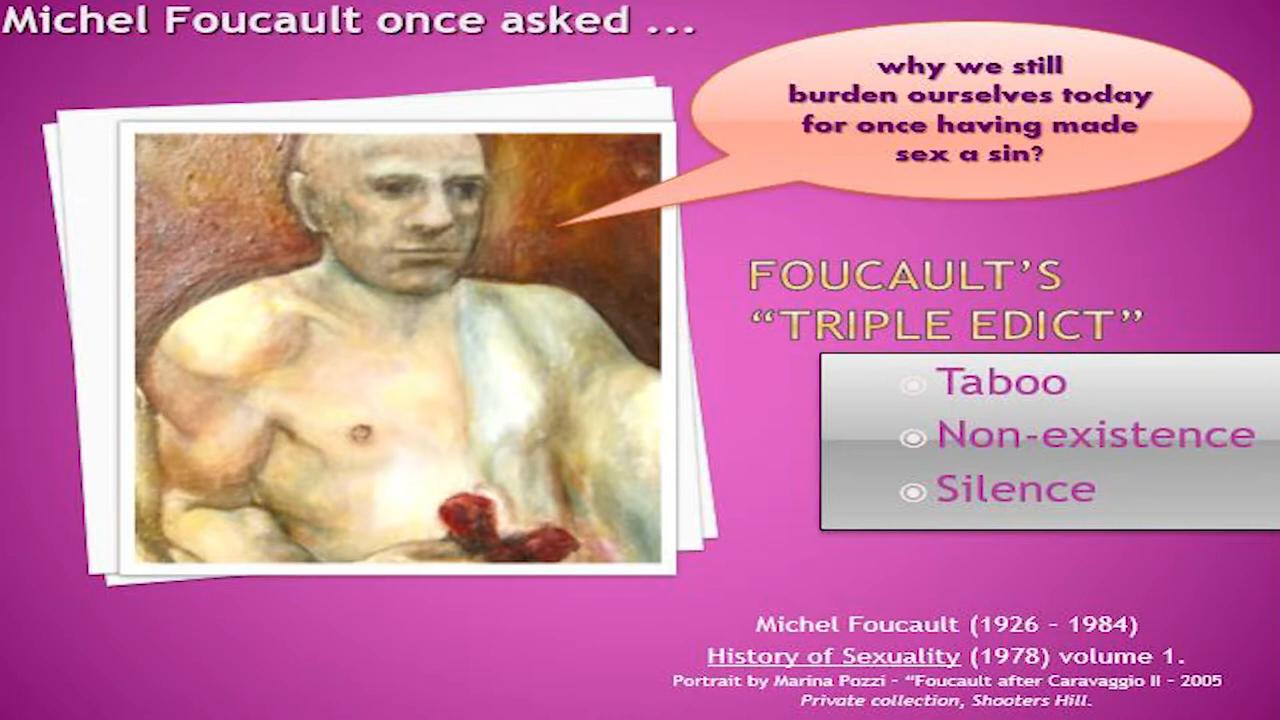 Michel Foucault once asked ...
why we still
burden ourselves today
for once having made
sex a sin?
FOUCAULT'S
“TRIPLE EDICT”
Taboo
Non-existence
Silence
Michel Foucault (1926 - 1984)
History of Sexuality (1978) volume 1.
Portrait by Marina Pozzi - “Foucault after Caravaggio II - 2005
Private collection, Shooters Hill.